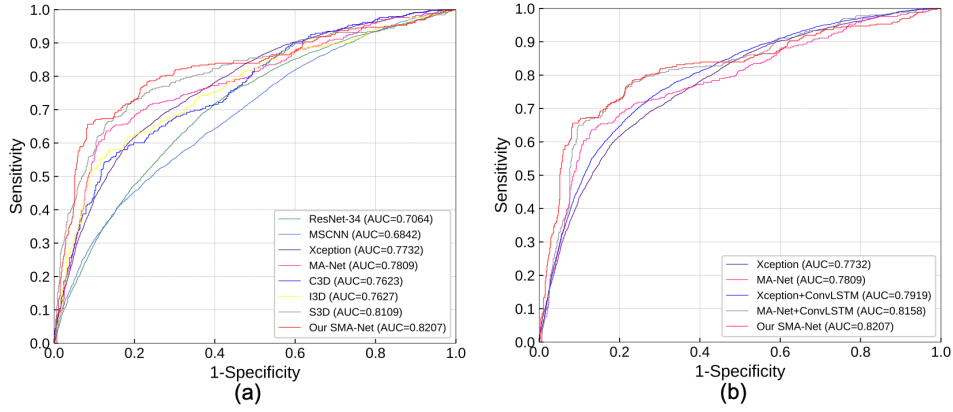 1.0
0.9
0.8
0.7
0.6
0.5
0.4
0.3
0.2
0.1
0.0
Sensitivity
0.0 0.2 0.4 0.6 0.8 1.0
1-Specificity
ResNet-34 (AUC=0.7064)
MSCNN (AUC=0.6842)
Xception (AUC=0.7732)
MA-Net (AUC=0.7809)
C3D (AUC=0.7623)
I3D (AUC=0.7627)
S3D (AUC=0.8109)
Our SMA-Net (AUC=0.8207)
(a)
1.0
0.9
0.8
0.7
0.6
0.5
0.4
0.3
0.2
0.1
0.0
Sensitivity
0.0 0.2 0.4 0.6 0.8 1.0
1-Specificity
Xception (AUC=0.7732)
MA-Net (AUC=0.7809)
Xception+ConvLSTM (AUC=0.7919)
MA-Net+ConvLSTM (AUC=0.8158)
Our SMA-Net (AUC=0.8207)
(b)